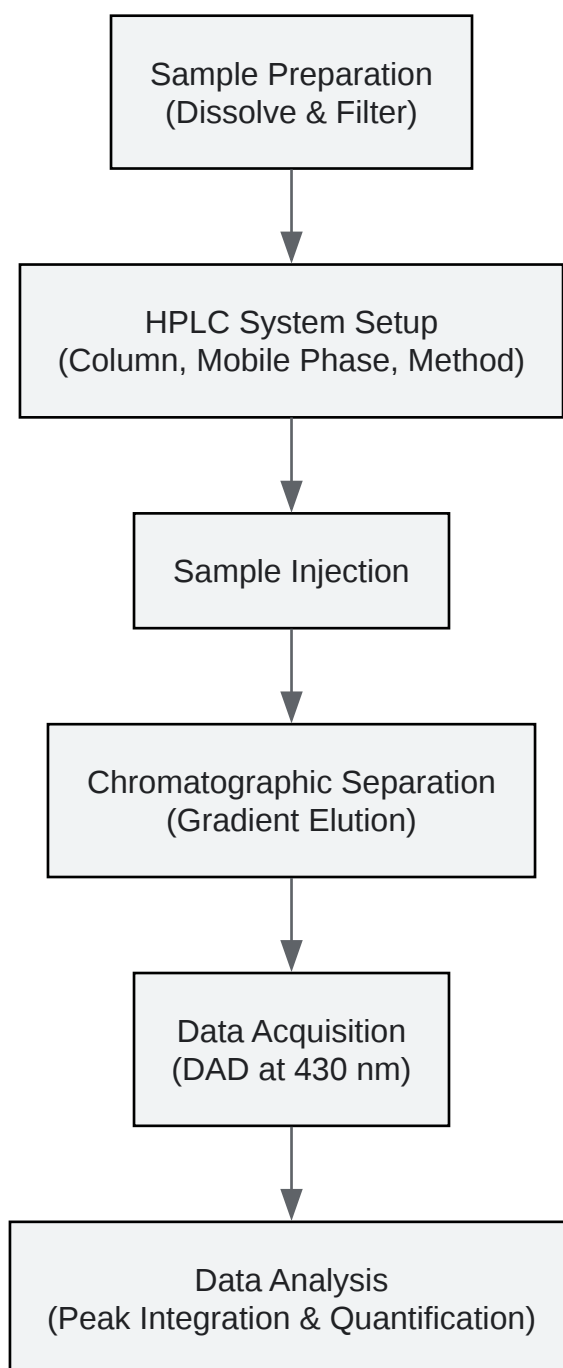 Sample Preparation
(Dissolve & Filter)
HPLC System Setup
(Column, Mobile Phase, Method)
Sample Injection
Chromatographic Separation
(Gradient Elution)
Data Acquisition
(DAD at 430 nm)
Data Analysis
(Peak Integration & Quantification)